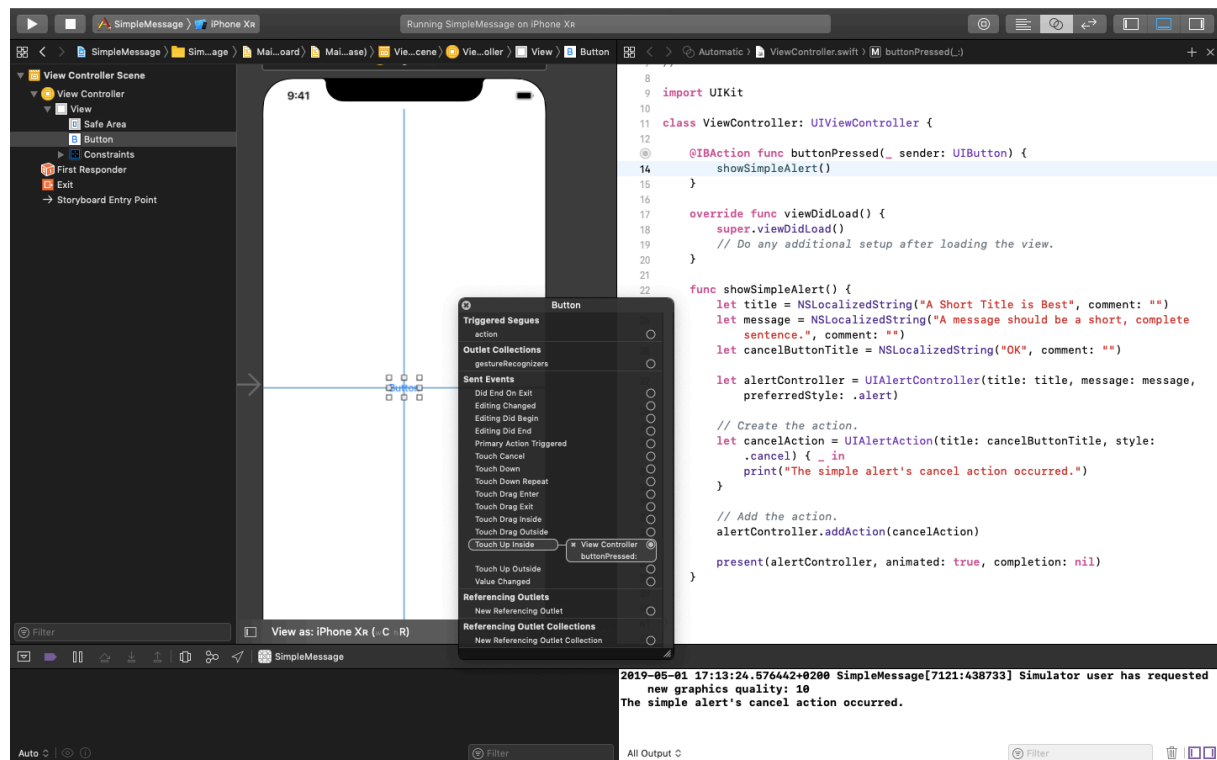 SimpleMessage 〉 iPhone XR
Running SimpleMessage on iPhone XR
SimpleMessage 〉 Sim...age 〉 Mai...oard 〉 Mai...ase) 〉 Vie...cene 〉 Vie...oller 〉 View 〉 B Button
Automatic 〉 ViewController.swift 〉 M buttonPressed(_:)
View Controller Scene
View Controller
View
Safe Area
B Button
Constraints
First Responder
Exit
→ Storyboard Entry Point
Filter
9:41
Button
View as: iPhone XR (wC hR)
Button
Triggered Segues
action
Outlet Collections
gestureRecognizers
Sent Events
Did End On Exit
Editing Changed
Editing Did Begin
Editing Did End
Primary Action Triggered
Touch Cancel
Touch Down
Touch Down Repeat
Touch Drag Enter
Touch Drag Exit
Touch Drag Inside
Touch Drag Outside
Touch Up Inside × View Controller
buttonPressed:
Touch Up Outside
Value Changed
Referencing Outlets
New Referencing Outlet
Referencing Outlet Collections
New Referencing Outlet Collection
8
9 import UIKit
10
11 class ViewController: UIViewController {
12
@IBAction func buttonPressed(_ sender: UIButton) {
14 showSimpleAlert()
15 }
16
17 override func viewDidLoad() {
18 super.viewDidLoad()
19 // Do any additional setup after loading the view.
20 }
21
22 func showSimpleAlert() {
let title = NSLocalizedString("A Short Title is Best", comment: "")
let message = NSLocalizedString("A message should be a short, complete
sentence.", comment: "")
let cancelButtonTitle = NSLocalizedString("OK", comment: "")
let alertController = UIAlertController(title: title, message: message,
preferredStyle: .alert)
// Create the action.
let cancelAction = UIAlertAction(title: cancelButtonTitle, style:
.cancel) { _ in
print("The simple alert's cancel action occurred.")
}
// Add the action.
alertController.addAction(cancelAction)
present(alertController, animated: true, completion: nil)
}
SimpleMessage
2019-05-01 17:13:24.576442+0200 SimpleMessage[7121:438733] Simulator user has requested
new graphics quality: 10
The simple alert's cancel action occurred.
Auto
Filter
All Output
Filter